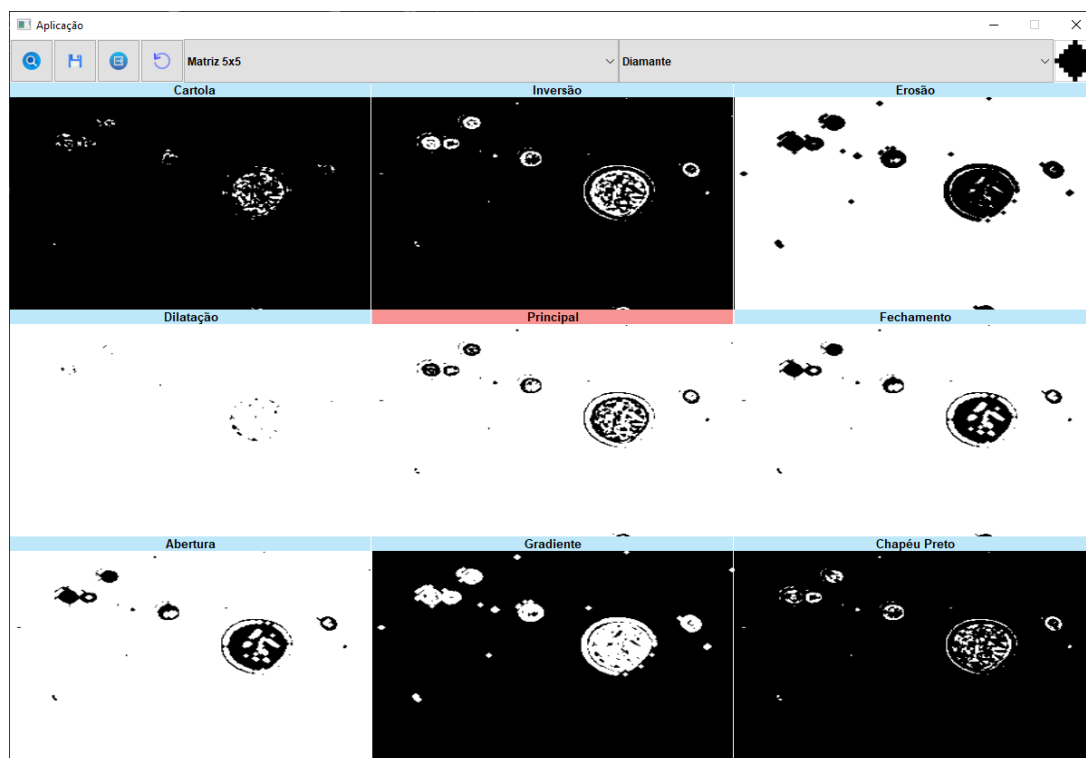 Aplicação
Matriz 5x5
Diamante
Cartola
Inversão
Erosão
Dilatação
Principal
Fechamento
Abertura
Gradiente
Chapéu Preto